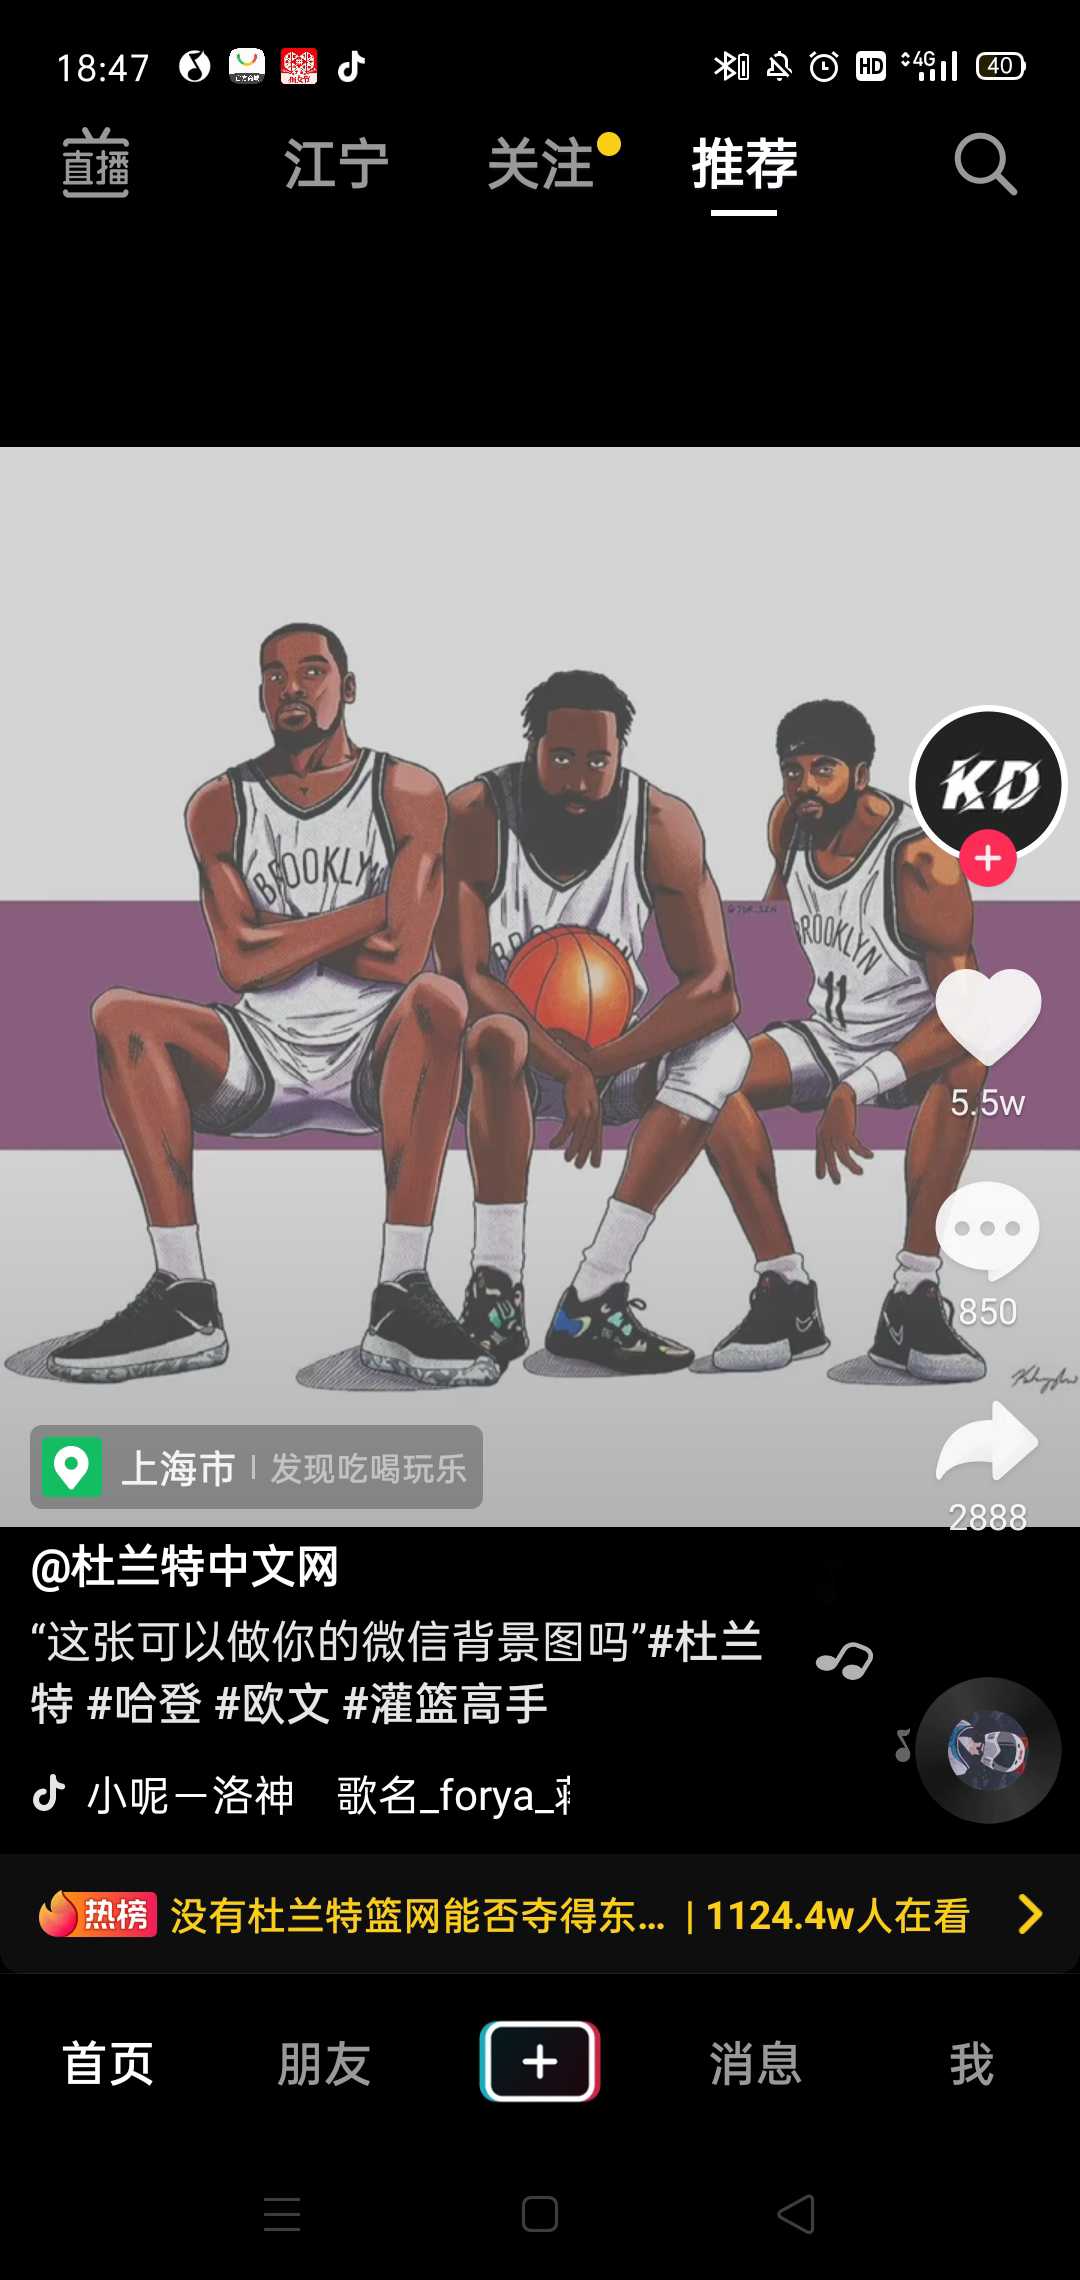 18:47
HD
4G
40
直播
江宁
关注
推荐
KD
BROOKLYN
BROOKLYN
11
5.5w
850
2888
上海市 | 发现吃喝玩乐
@杜兰特中文网
“这张可以做你的微信背景图吗”#杜兰
特 #哈登 #欧文 #灌篮高手
小呢－洛神 歌名_forya_
热榜 没有杜兰特篮网能否夺得东... | 1124.4w人在看
首页
朋友
消息
我